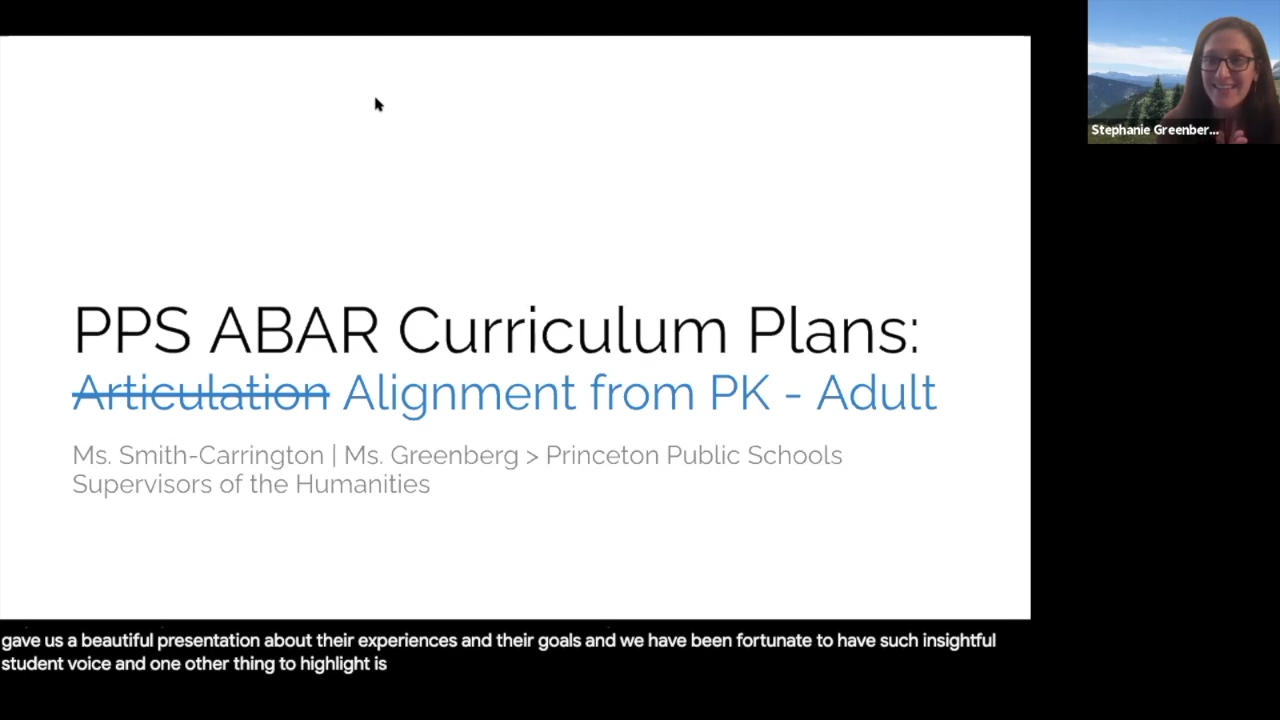 Stephanie Greenber...
PPS ABAR Curriculum Plans:
Articulation Alignment from PK - Adult
Ms. Smith-Carrington | Ms. Greenberg > Princeton Public Schools
Supervisors of the Humanities
gave us a beautiful presentation about their experiences and their goals and we have been fortunate to have such insightful
student voice and one other thing to highlight is